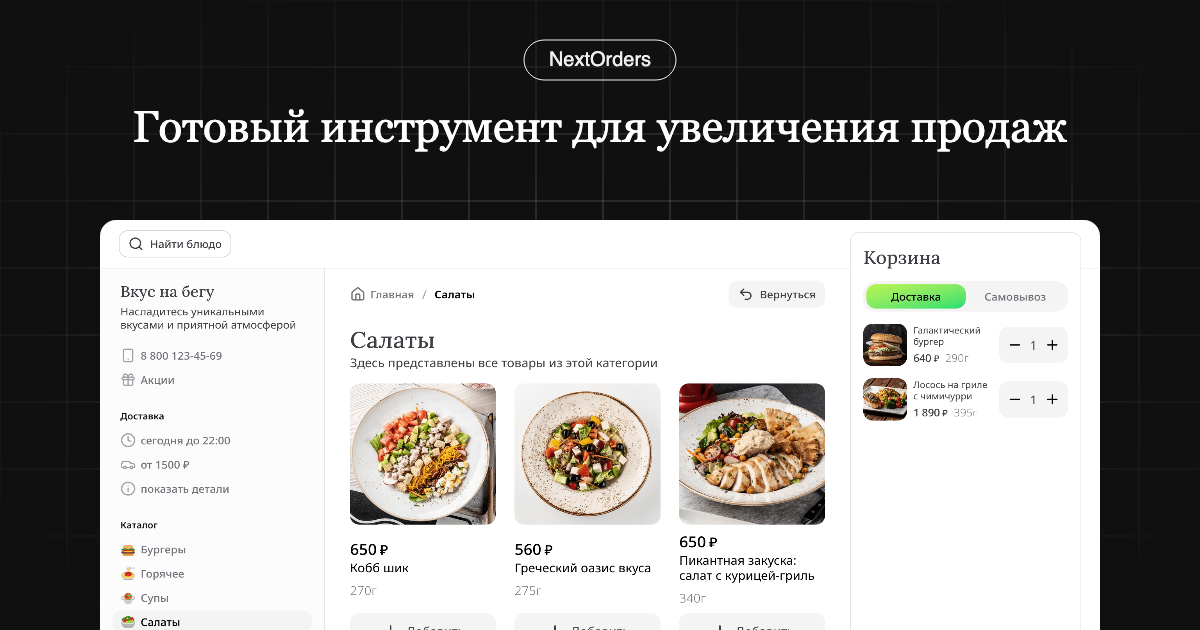 NextOrders
Готовый инструмент для увеличения продаж
Найти блюдо
Вкус на бегу
Насладитесь уникальными
вкусами и приятной атмосферой
8 800 123-45-69
Акции
Доставка
сегодня до 22:00
от 1500 ₽
показать детали
Каталог
Бургеры
Горячее
Супы
Салаты
Главная / Салаты
Вернуться
Салаты
Здесь представлены все товары из этой категории
650 ₽
Кобб шик
270г
Добавить
560 ₽
Греческий оазис вкуса
275г
Добавить
650 ₽
Пикантная закуска:
салат с курицей-гриль
340г
Добавить
Корзина
Доставка
Самовывоз
Галактический
бургер
640 ₽ 290г
1
Лосось на гриле
с чимичурри
1 890 ₽ 395г
1